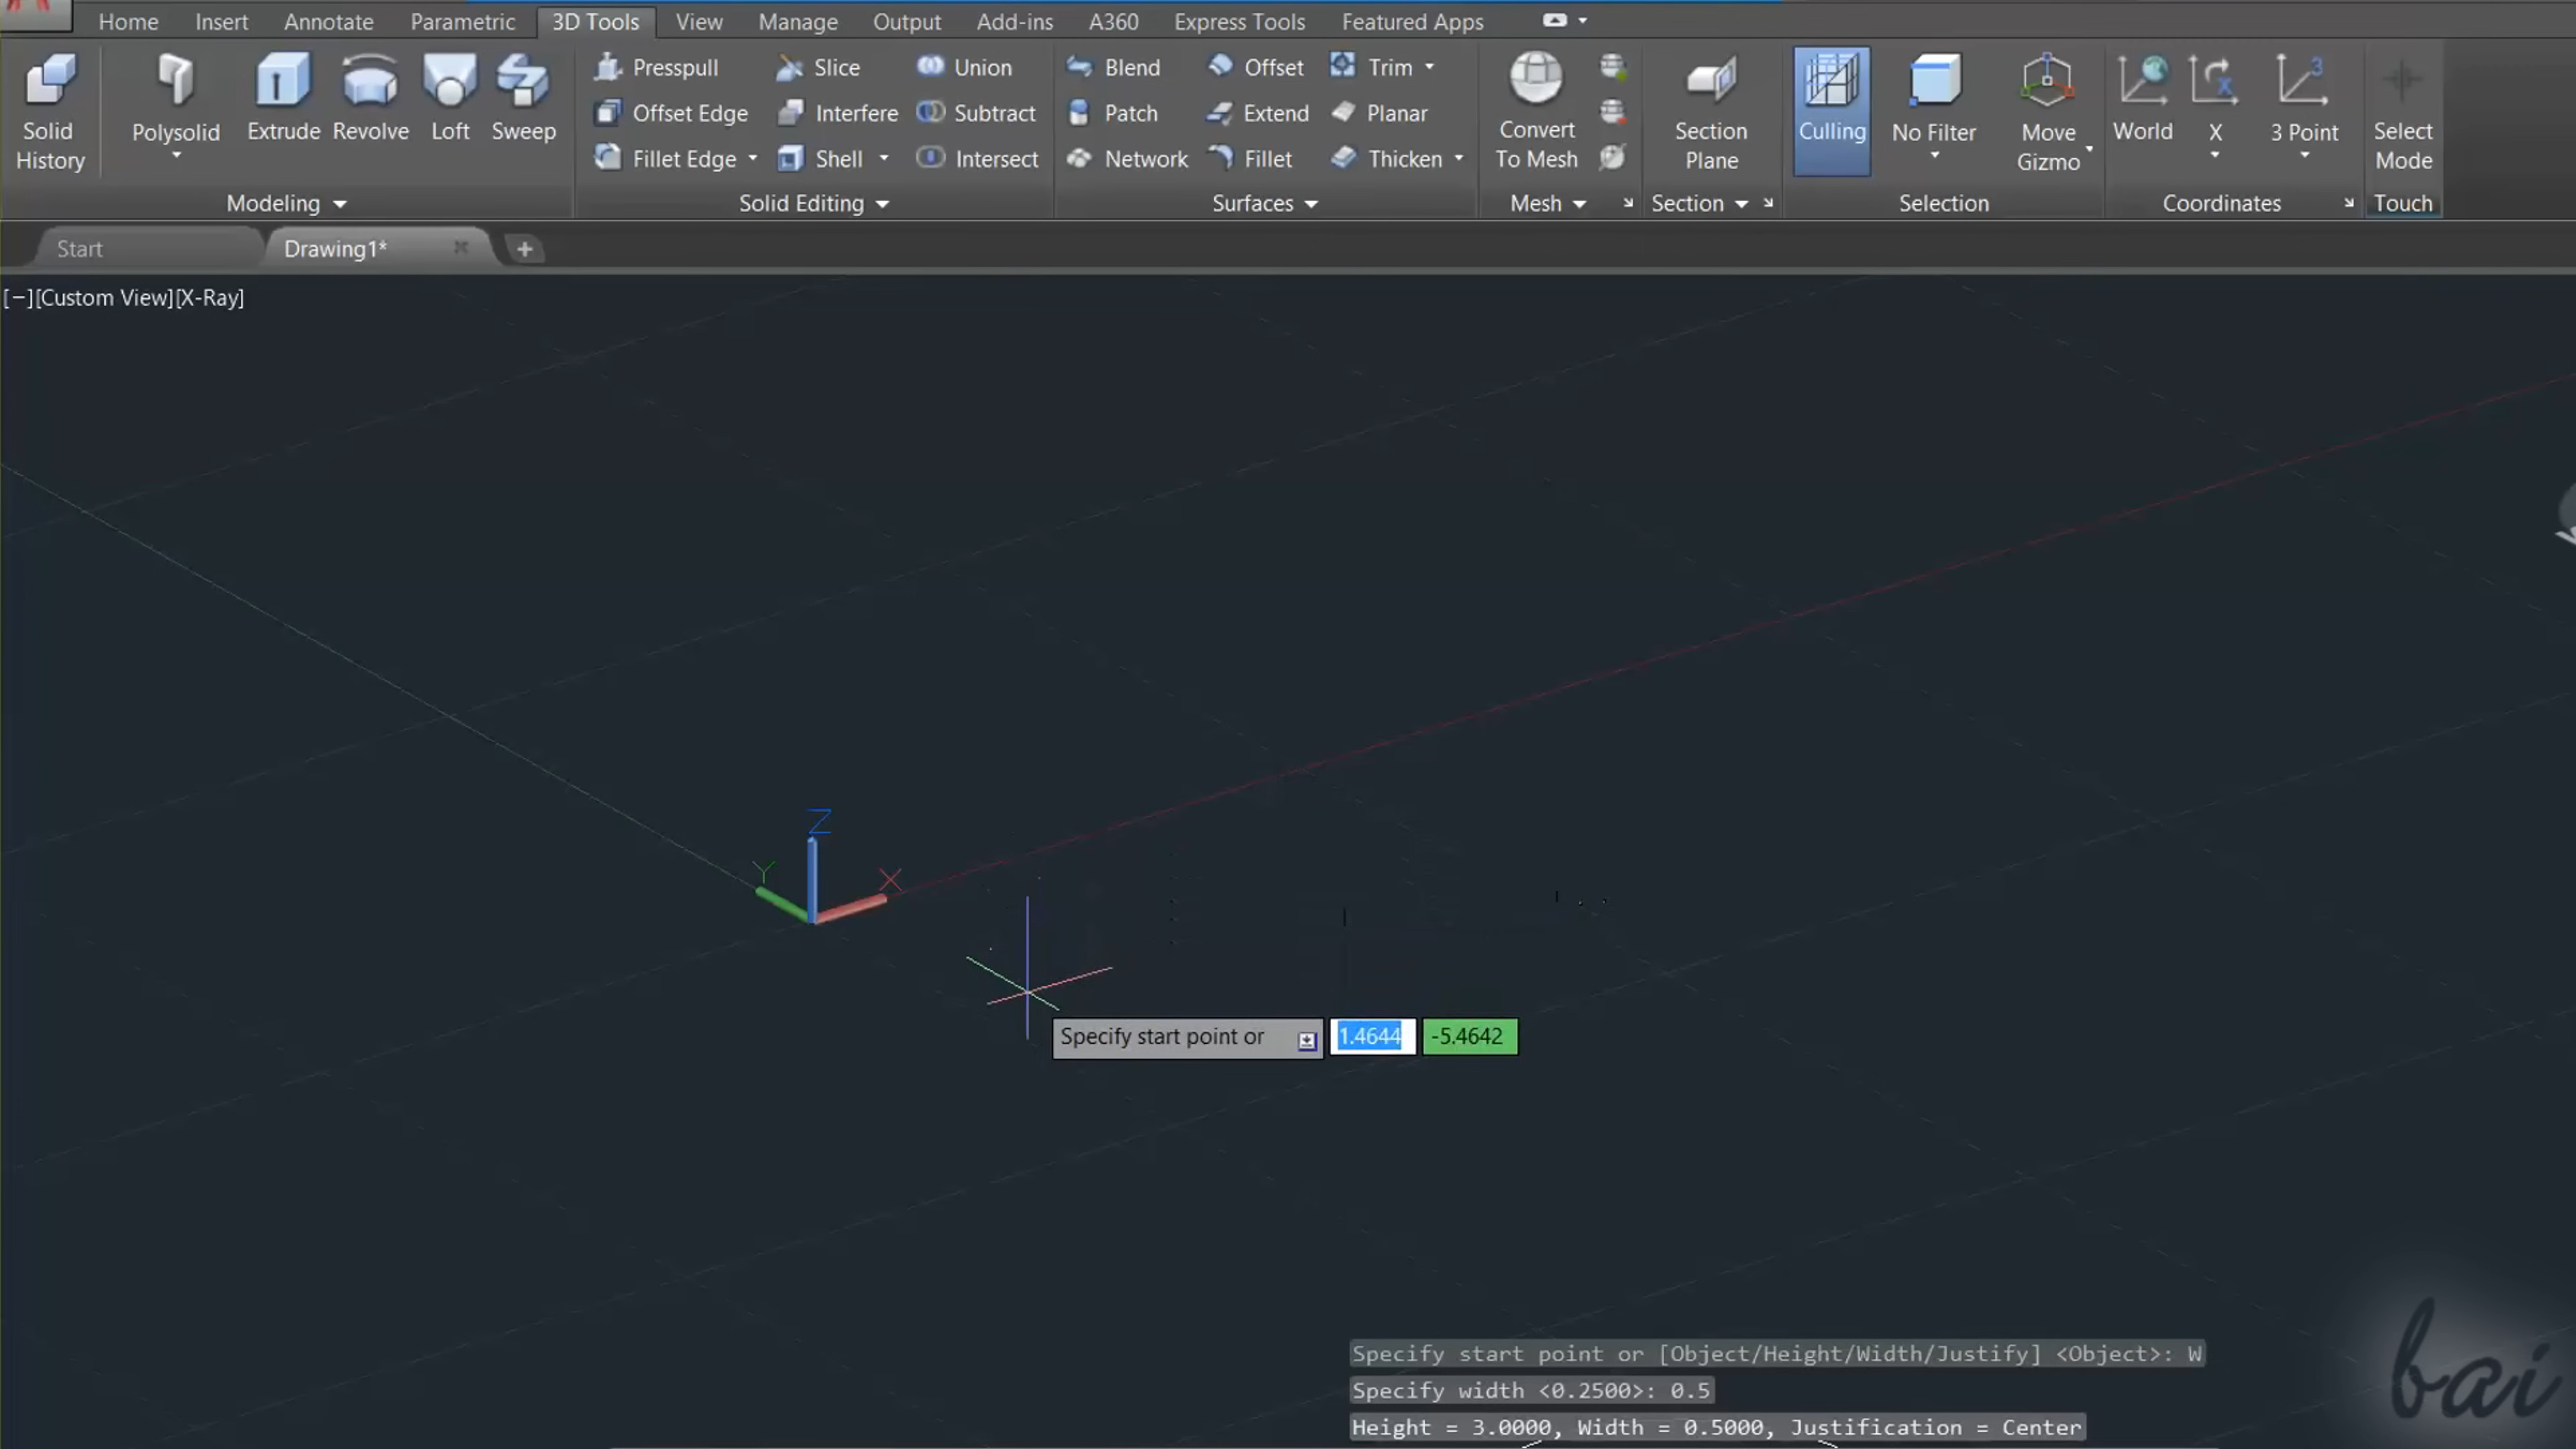 Home Insert Annotate Parametric 3D Tools View Manage Output Add-ins A360 Express Tools Featured Apps
Solid History
Polysolid
Extrude
Revolve
Loft
Sweep
Modeling
Presspull
Offset Edge
Fillet Edge
Slice
Interfere
Shell
Union
Subtract
Intersect
Solid Editing
Blend
Patch
Network
Offset
Extend
Fillet
Trim
Planar
Thicken
Surfaces
Convert
To Mesh
Mesh
Section
Plane
Section
Culling
No Filter
Move
Gizmo
Selection
World
X
3 Point
3
Coordinates
Select
Mode
Touch
Start Drawing1* +
[−][Custom View][X-Ray]
Z
Y
X
Specify start point or 1.4644 -5.4642
Specify start point or [Object/Height/Width/Justify] <Object>: W
Specify width <0.2500>: 0.5
Height = 3.0000, Width = 0.5000, Justification = Center
bai